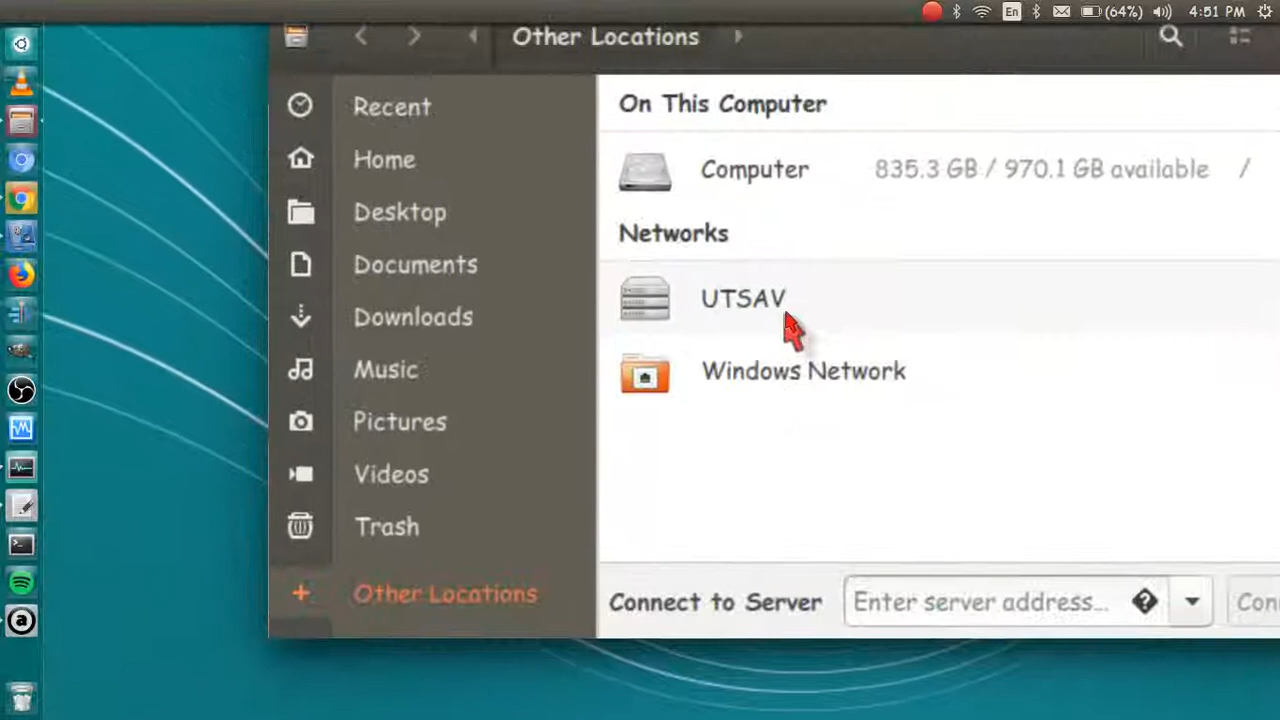 En (64%) 4:51 PM
Other Locations
Recent
Home
Desktop
Documents
Downloads
Music
Pictures
Videos
Trash
Other Locations
On This Computer
Computer 835.3 GB / 970.1 GB available /
Networks
UTSAV
Windows Network
Connect to Server Enter server address... Con